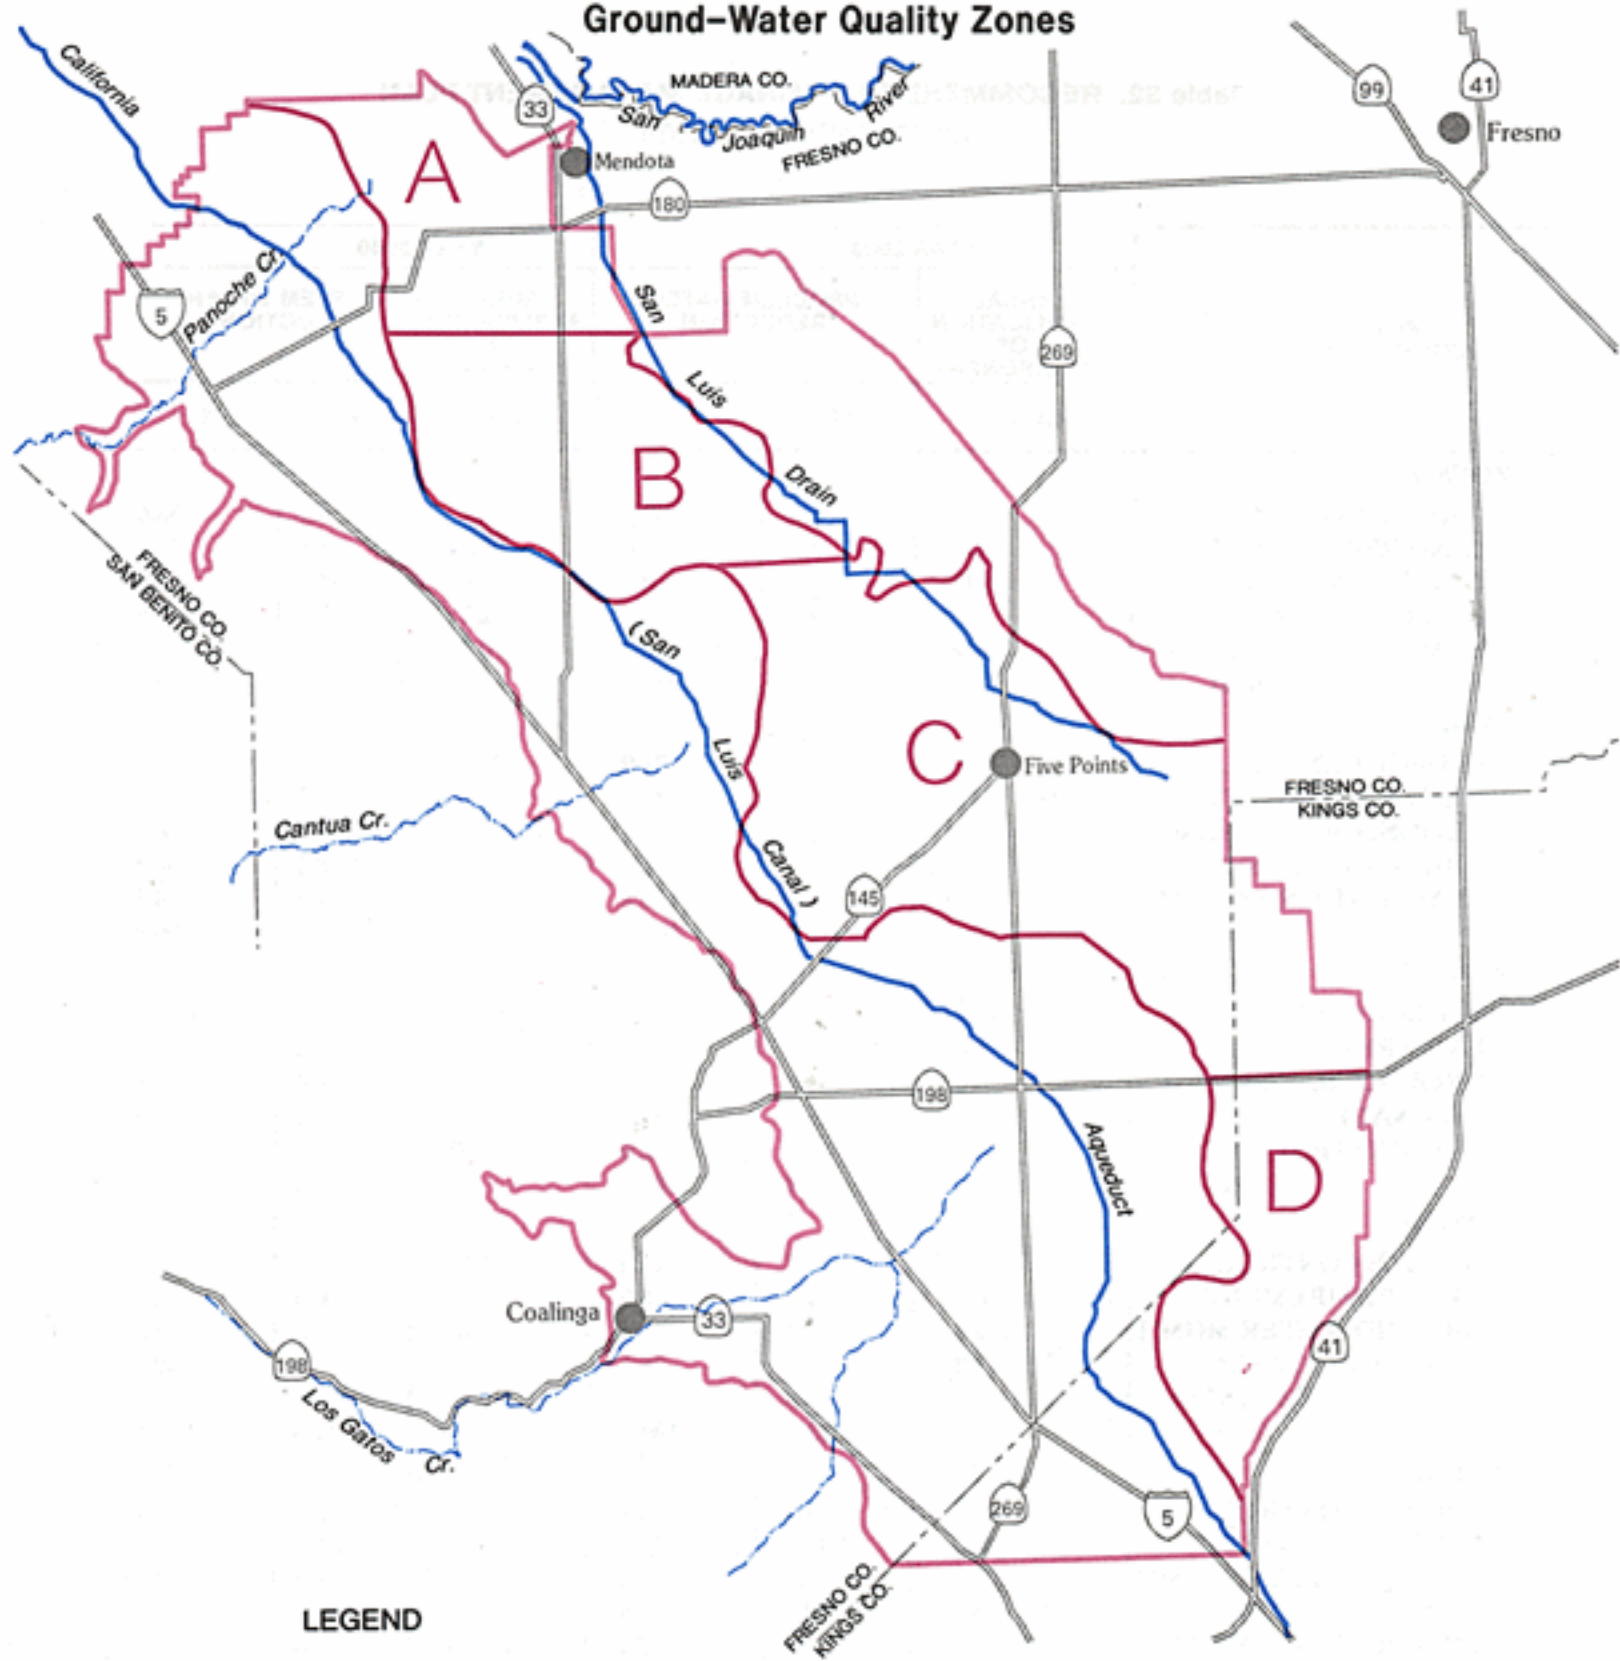 Ground–Water Quality Zones
California
33
MADERA CO.
San
Joaquin
River
FRESNO CO.
99
41
Fresno
A
Mendota
180
Panoche Cr.
5
San
269
Luis
B
Drain
FRESNO CO.
SAN BENITO CO.
( San
Luis
C
Five Points
FRESNO CO.
KINGS CO.
Cantua Cr.
Canal )
145
198
Aqueduct
D
Coalinga
33
198
41
Los Gatos
Cr.
269
5
FRESNO CO.
KINGS CO.
LEGEND